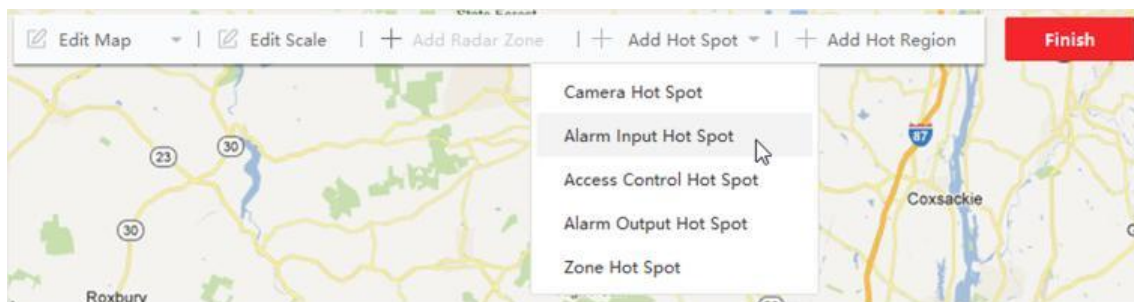 State Forest
Edit Map | Edit Scale | + Add Radar Zone | + Add Hot Spot | + Add Hot Region Finish
Camera Hot Spot
Alarm Input Hot Spot
Access Control Hot Spot
Alarm Output Hot Spot
Zone Hot Spot
23
30
87
Coxsackie
30
Roxbury